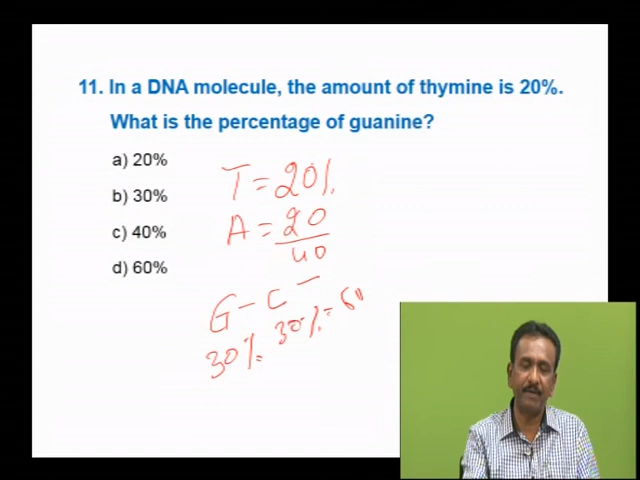 11. In a DNA molecule, the amount of thymine is 20%.
What is the percentage of guanine?
a) 20%
b) 30%
c) 40%
d) 60%
T = 20%
A = 20
40
G - C -
30% 30% = 60